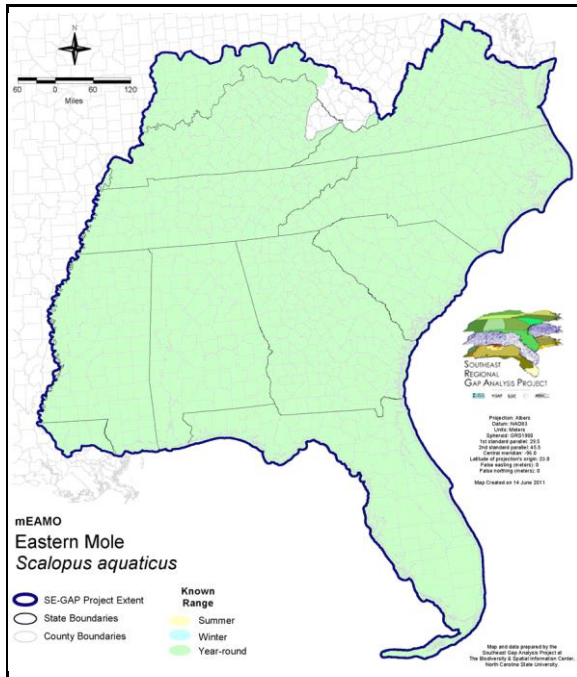 N
60 0 60 120
Miles
SOUTHEAST
REGIONAL
GAP ANALYSIS PROJECT
Projection: Albers
Datum: NAD83
Units: Meters
Spheroid: GRS1980
1st standard parallel: 29.5
2nd standard parallel: 45.5
Central meridian: -96.0
Latitude of projection's origin: 23.0
False easting (meters): 0
False northing (meters): 0
Map Created on 14 June 2011
mEAMO
Eastern Mole
Scalopus aquaticus
SE-GAP Project Extent
State Boundaries
County Boundaries
Known
Range
Summer
Winter
Year-round
Map and data prepared by the
Southeast Gap Analysis Project at
The Biodiversity & Spatial Information Center,
North Carolina State University.